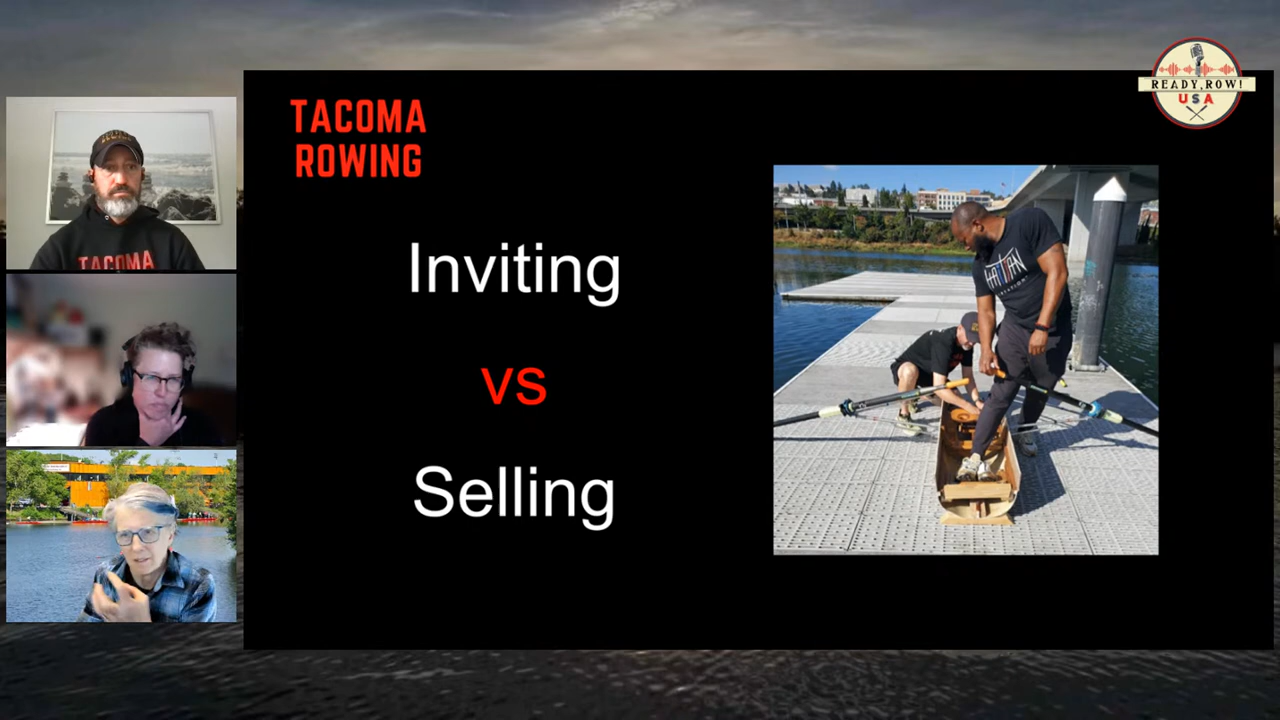 READY, ROW!
USA
TACOMA
ROWING
Inviting
vs
Selling
TACOMA